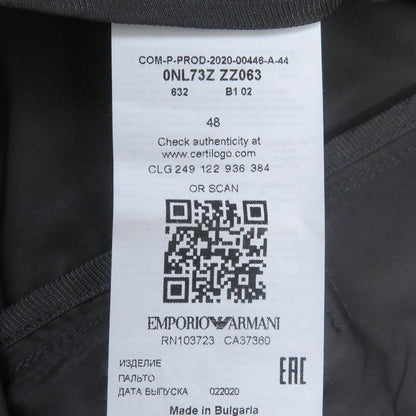 COM-P-PROD-2020-00446-A-44
0NL73Z ZZ063
632 B1 02
48
Check authenticity at
www.certilogo.com
CLG 249 122 936 384
OR SCAN
EMPORIO ARMANI
RN103723 CA37360
ИЗДЕЛИЕ
ПАЛЬТО
ДАТА ВЫПУСКА 022020
EAC
Made in Bulgaria